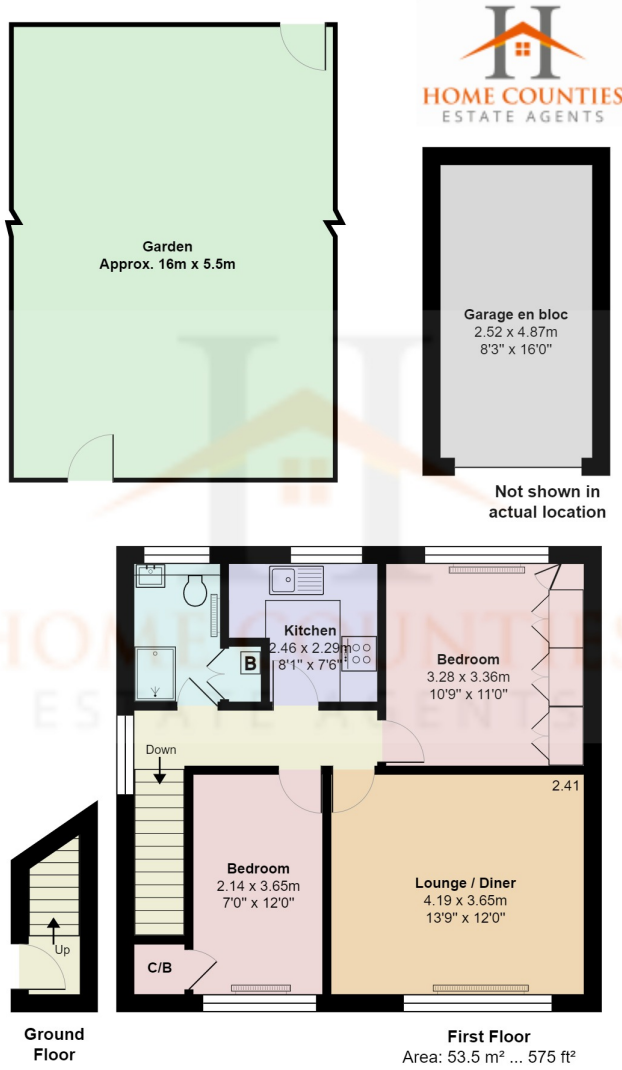 H
HOME COUNTIES
ESTATE AGENTS
Garden
Approx. 16m x 5.5m
Garage en bloc
2.52 x 4.87m
8'3" x 16'0"
Not shown in
actual location
H
HOME COUNTIES
ESTATE AGENTS
Kitchen
2.46 x 2.29m
8'1" x 7'6"
B
Bedroom
3.28 x 3.36m
10'9" x 11'0"
Down
2.41
Bedroom
2.14 x 3.65m
7'0" x 12'0"
Lounge / Diner
4.19 x 3.65m
13'9" x 12'0"
Up
C/B
Ground
Floor
First Floor
Area: 53.5 m² ... 575 ft²